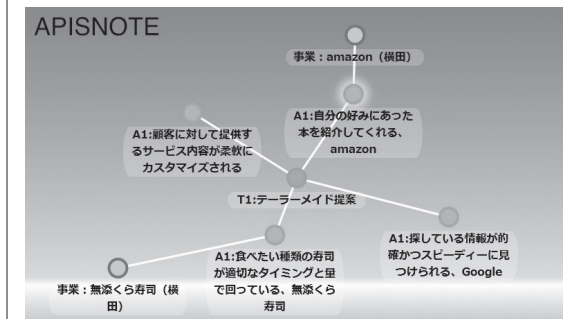 APISNOTE
事業：amazon（横田）
A1:自分の好みにあった
本を紹介してくれる、
amazon
A1:顧客に対して提供す
るサービス内容が柔軟に
カスタマイズされる
T1:テーラーメイド提案
A1:探している情報が的
確かつスピーディーに見
つけられる、Google
A1:食べたい種類の寿司
が適切なタイミングと量
で回っている、無添くら
寿司
事業：無添くら寿司（横
田）